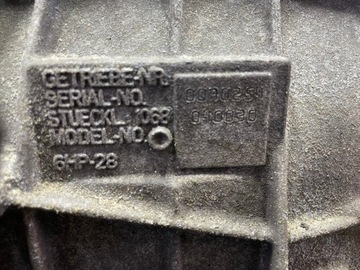 GETRIEBE-NR.
SERIAL-NO.
STUECKL. 1068
MODEL-NO.
6HP-28